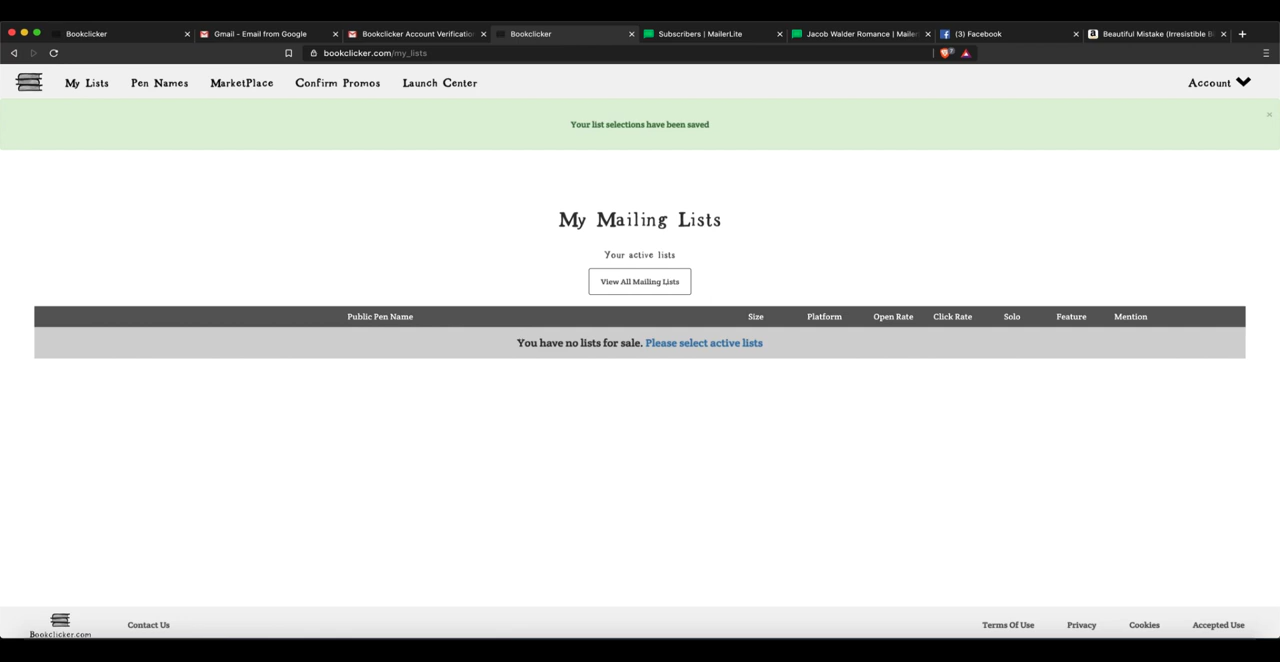 Bookclicker
Gmail - Email from Google
Bookclicker Account Verification
Bookclicker
Subscribers | MailerLite
Jacob Walder Romance | Mailer
(3) Facebook
Beautiful Mistake (Irresistible B
bookclicker.com/my_lists
My Lists
Pen Names
MarketPlace
Confirm Promos
Launch Center
Account
Your list selections have been saved
My Mailing Lists
Your active lists
View All Mailing Lists
Public Pen Name Size Platform Open Rate Click Rate Solo Feature Mention
You have no lists for sale. Please select active lists
Bookclicker.com
Contact Us
Terms Of Use
Privacy
Cookies
Accepted Use